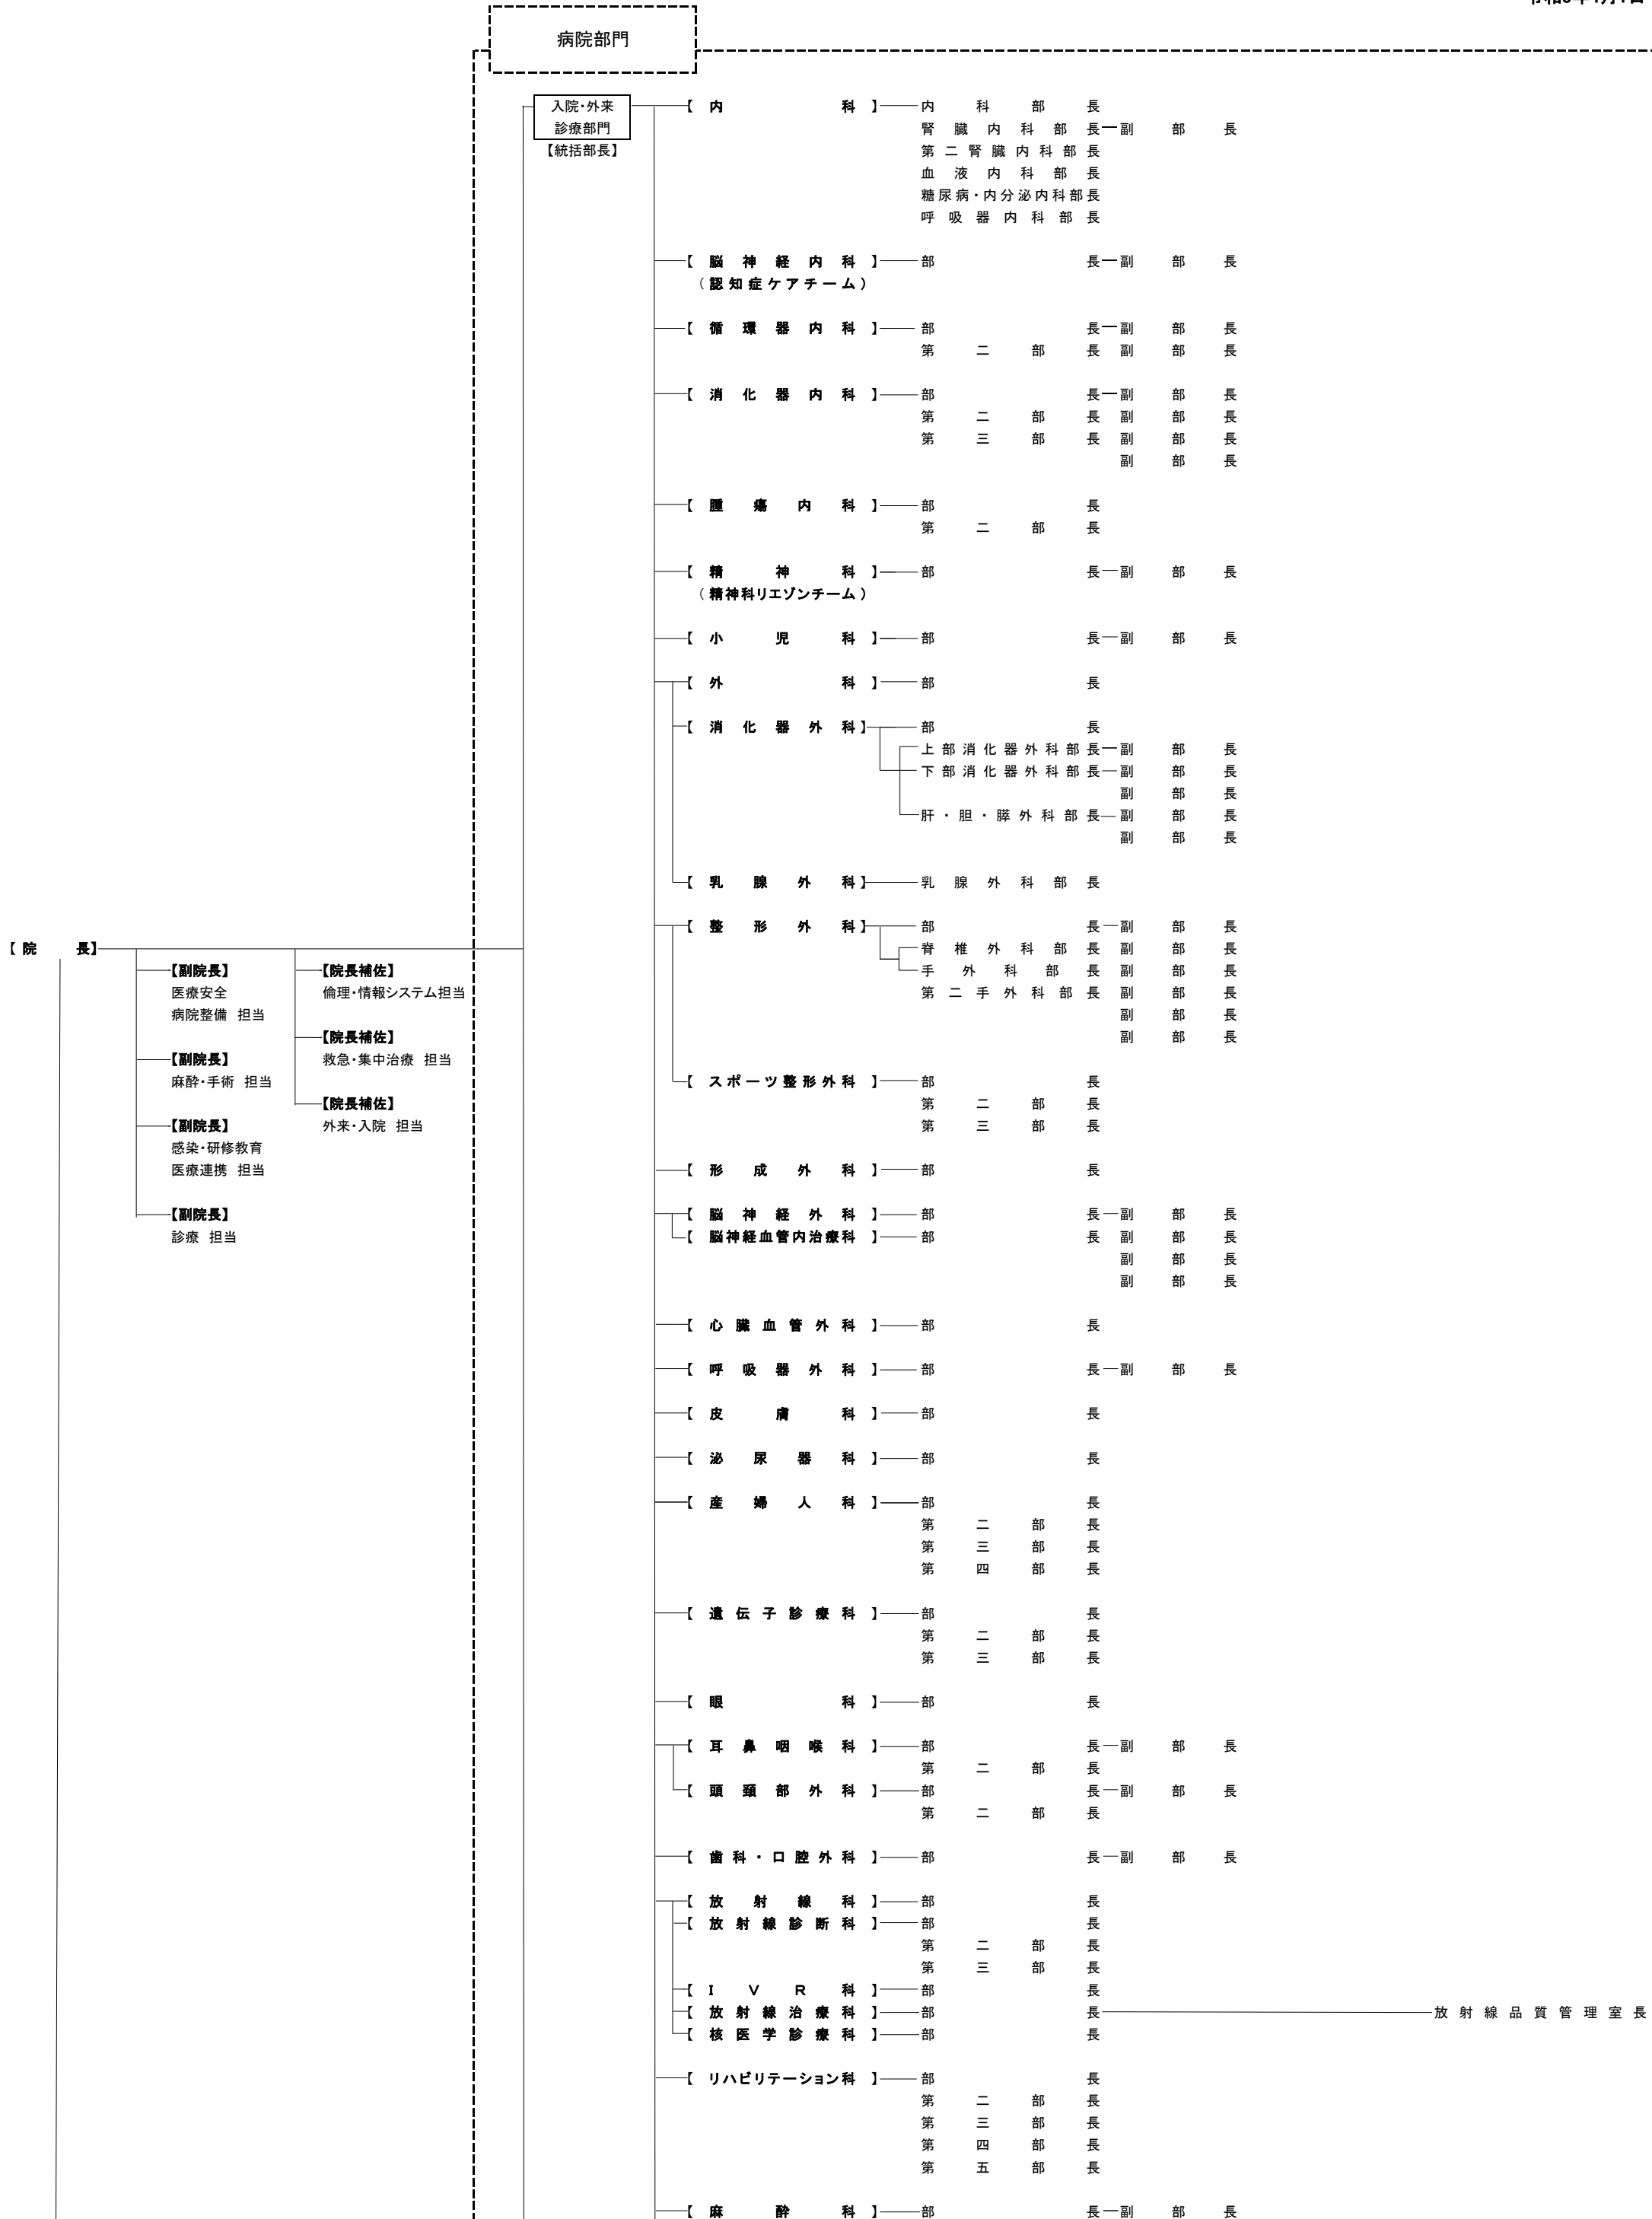 病院部門
入院・外来
診療部門
【統括部長】
【内科】 内科部長
腎臓内科部長 副部長
第二腎臓内科部長
血液内科部長
糖尿病・内分泌内科部長
呼吸器内科部長
【脳神経内科】 部長 副部長
（認知症ケアチーム）
【循環器内科】 部長 副部長
第二部長 副部長
【消化器内科】 部長 副部長
第二部長 副部長
第三部長 副部長
副部長
【腫瘍内科】 部長
第二部長
【精神科】 部長 副部長
（精神科リエゾンチーム）
【小児科】 部長 副部長
【外科】 部長
【消化器外科】 部長
上部消化器外科部長 副部長
下部消化器外科部長 副部長
副部長
肝・胆・膵外科部長 副部長
副部長
【乳腺外科】 乳腺外科部長
【整形外科】 部長 副部長
脊椎外科部長 副部長
手外科部長 副部長
第二手外科部長 副部長
副部長
副部長
【スポーツ整形外科】 部長
第二部長
第三部長
【院長】
【副院長】
医療安全
病院整備 担当
【副院長】
麻酔・手術 担当
【副院長】
感染・研修教育
医療連携 担当
【副院長】
診療 担当
【院長補佐】
倫理・情報システム担当
【院長補佐】
救急・集中治療 担当
【院長補佐】
外来・入院 担当
【形成外科】 部長
【脳神経外科】 部長 副部長
【脳神経血管内治療科】 部長 副部長
副部長
副部長
【心臓血管外科】 部長
【呼吸器外科】 部長 副部長
【皮膚科】 部長
【泌尿器科】 部長
【産婦人科】 部長
第二部長
第三部長
第四部長
【遺伝子診療科】 部長
第二部長
第三部長
【眼科】 部長
【耳鼻咽喉科】 部長 副部長
第二部長
【頭頸部外科】 部長 副部長
第二部長
【歯科・口腔外科】 部長 副部長
【放射線科】 部長
【放射線診断科】 部長
第二部長
第三部長
【ＩＶＲ科】 部長
【放射線治療科】 部長 放射線品質管理室長
【核医学診療科】 部長
【リハビリテーション科】 部長
第二部長
第三部長
第四部長
第五部長
【麻酔科】 部長 副部長